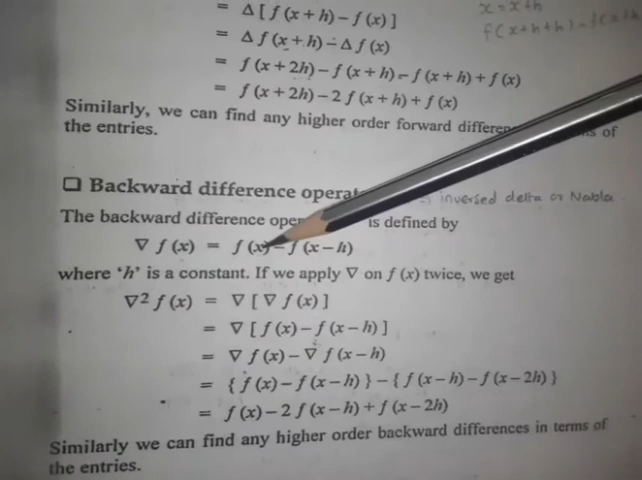 = Δ [ f (x + h) – f (x) ]
x = x+h
= Δ f (x + h) – Δ f (x)
f(x+h+h) – f(x+h
= f (x + 2h) – f (x + h) – f (x + h) + f (x)
= f (x + 2h) – 2 f (x + h) + f (x)
Similarly, we can find any higher order forward of
the entries.
❑ Backward difference inversed delta or Nabla
The backward difference is defined by
∇ f (x) = f (x) – f (x – h)
where ‘h’ is a constant. If we apply ∇ on f (x) twice, we get
∇² f (x) = ∇ [ ∇ f (x) ]
= ∇ [ f (x) – f (x – h) ]
= ∇ f (x) – ∇ f (x – h)
= { f (x) – f (x – h) } – { f (x – h) – f (x – 2h) }
= f (x) – 2 f (x – h) + f (x – 2h)
Similarly we can find any higher order backward differences in terms of
the entries.